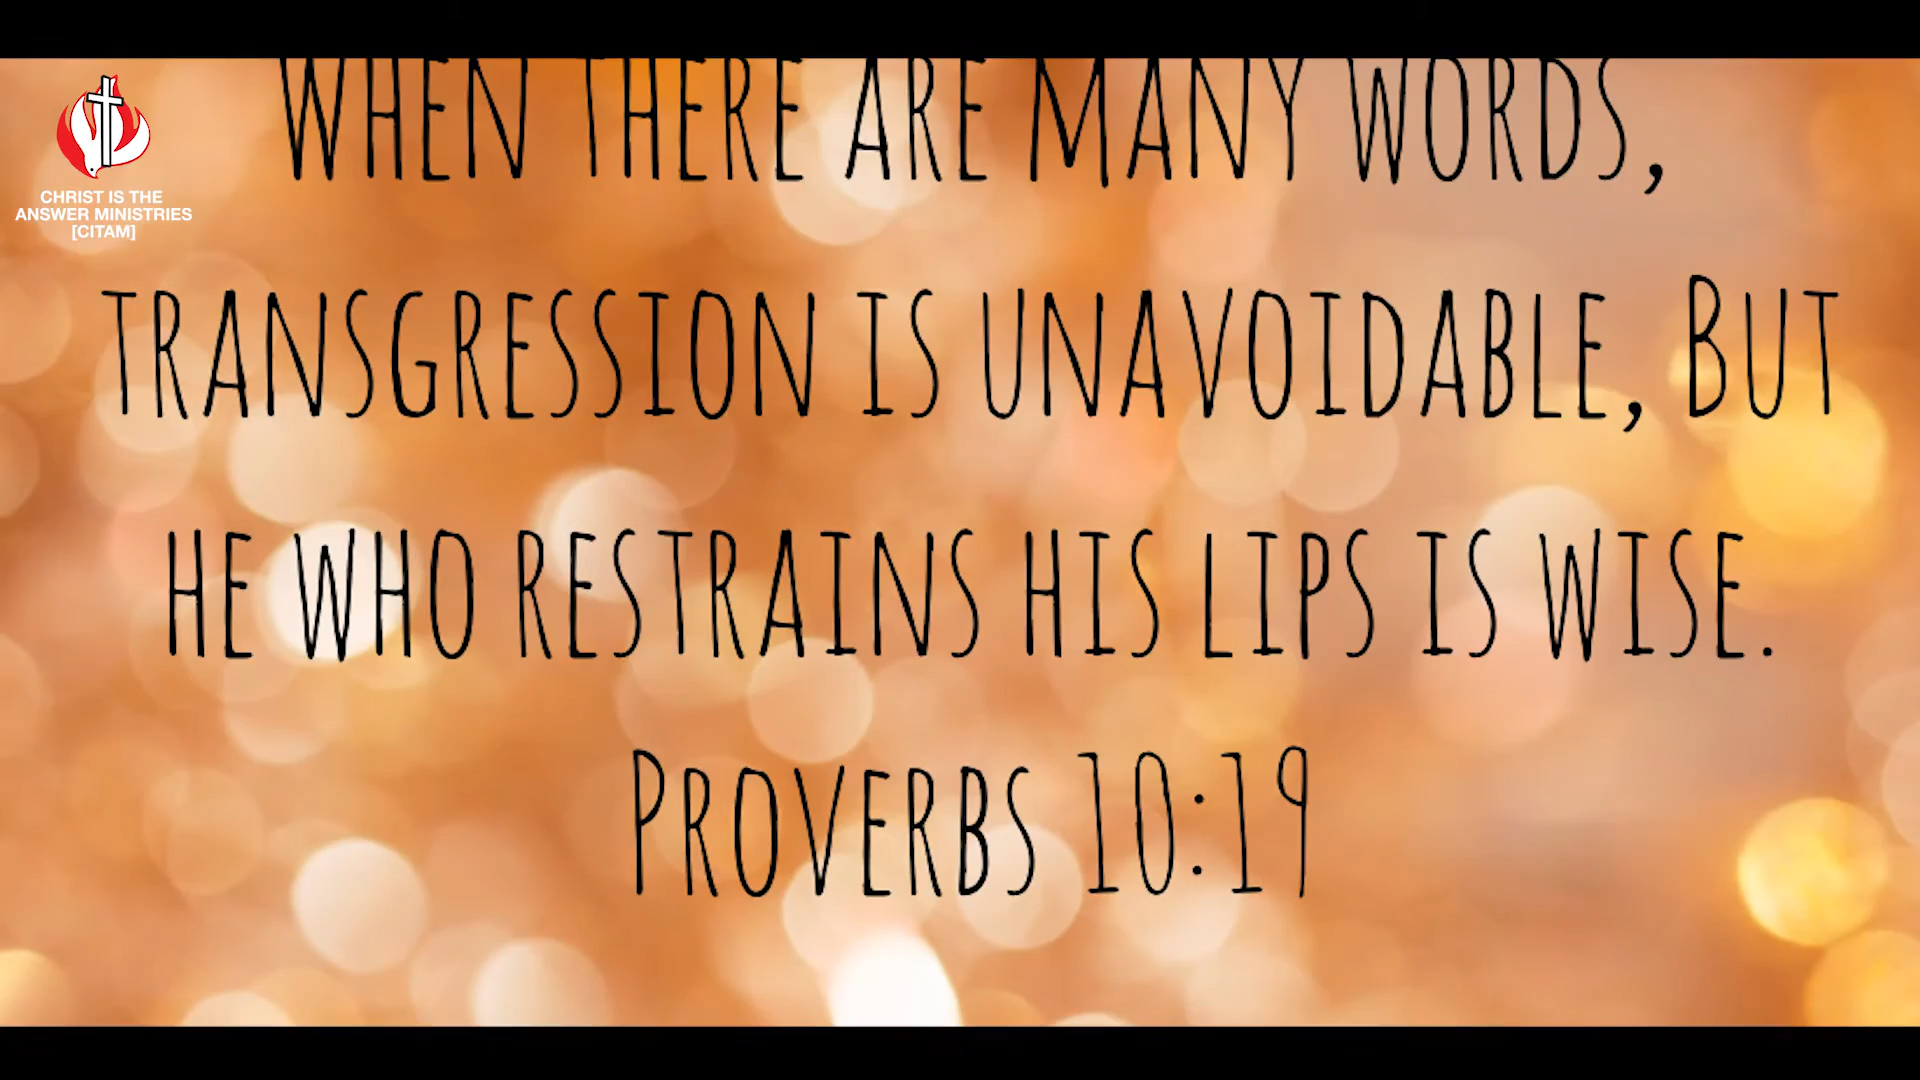 CHRIST IS THE
ANSWER MINISTRIES
[CITAM]
WHEN THERE ARE MANY WORDS,
TRANSGRESSION IS UNAVOIDABLE, BUT
HE WHO RESTRAINS HIS LIPS IS WISE.
PROVERBS 10:19